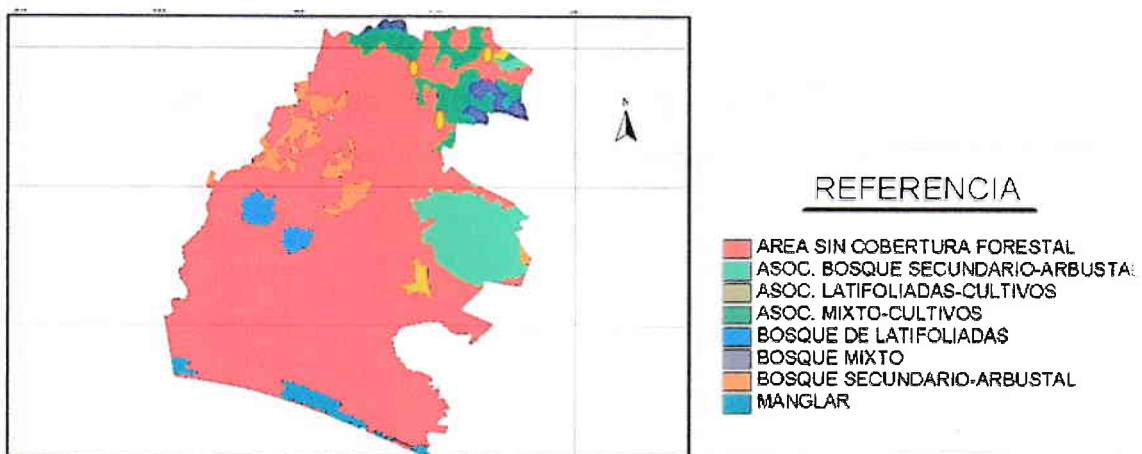 N
REFERENCIA
AREA SIN COBERTURA FORESTAL
ASOC. BOSQUE SECUNDARIO-ARBUSTA
ASOC. LATIFOLIADAS-CULTIVOS
ASOC. MIXTO-CULTIVOS
BOSQUE DE LATIFOLIADAS
BOSQUE MIXTO
BOSQUE SECUNDARIO-ARBUSTAL
MANGLAR